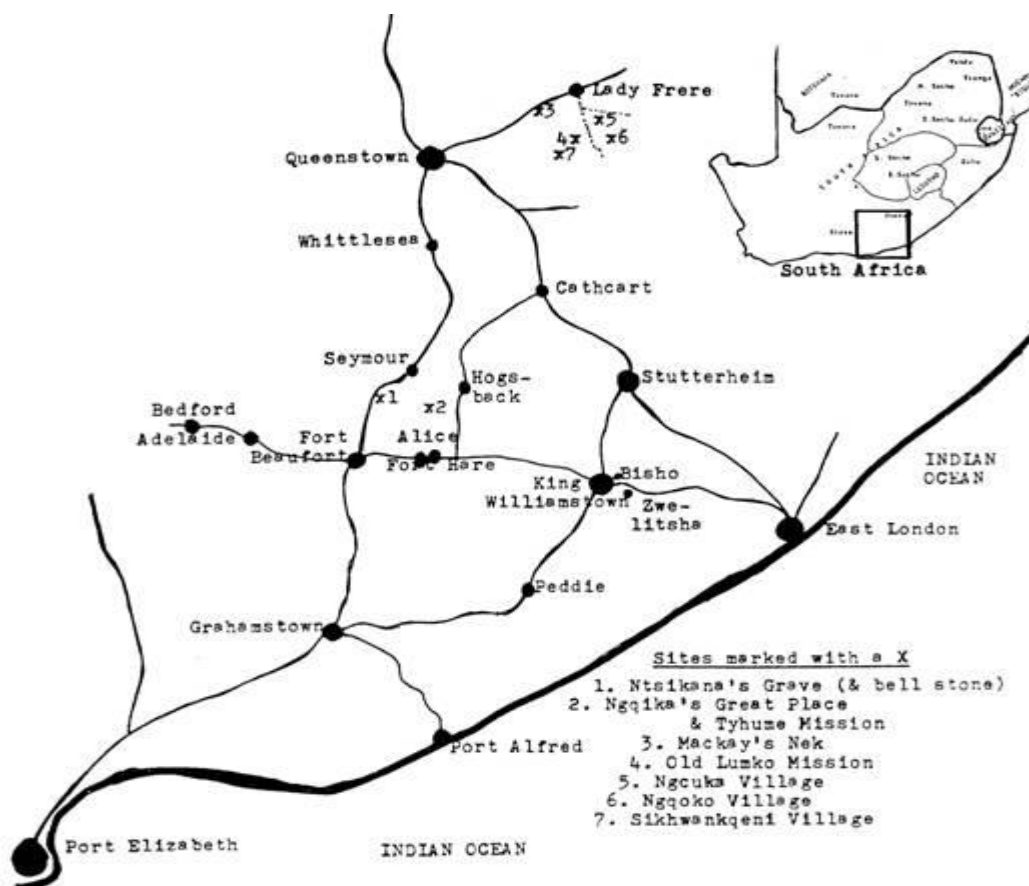 Lady Frere
x3
x5
4x
x6
x7
Queenstown
Whittlesea
Cathcart
Seymour
x1
x2
Hogs-
back
Stutterheim
Bedford
Adelaide
Fort
Beaufort
Alice
Fort Hare
King
Williamstown
Bisho
Zwe-
litsha
INDIAN
OCEAN
East London
Peddie
Grahamstown
Port Alfred
Port Elizabeth
INDIAN OCEAN
South Africa
LESOTHO
Sites marked with a X
1. Ntsikana's Grave (& bell stone)
2. Ngqika's Great Place
& Tyhume Mission
3. Mackay's Nek
4. Old Lumko Mission
5. Ngcuka Village
6. Ngqoko Village
7. Sikhwankqeni Village